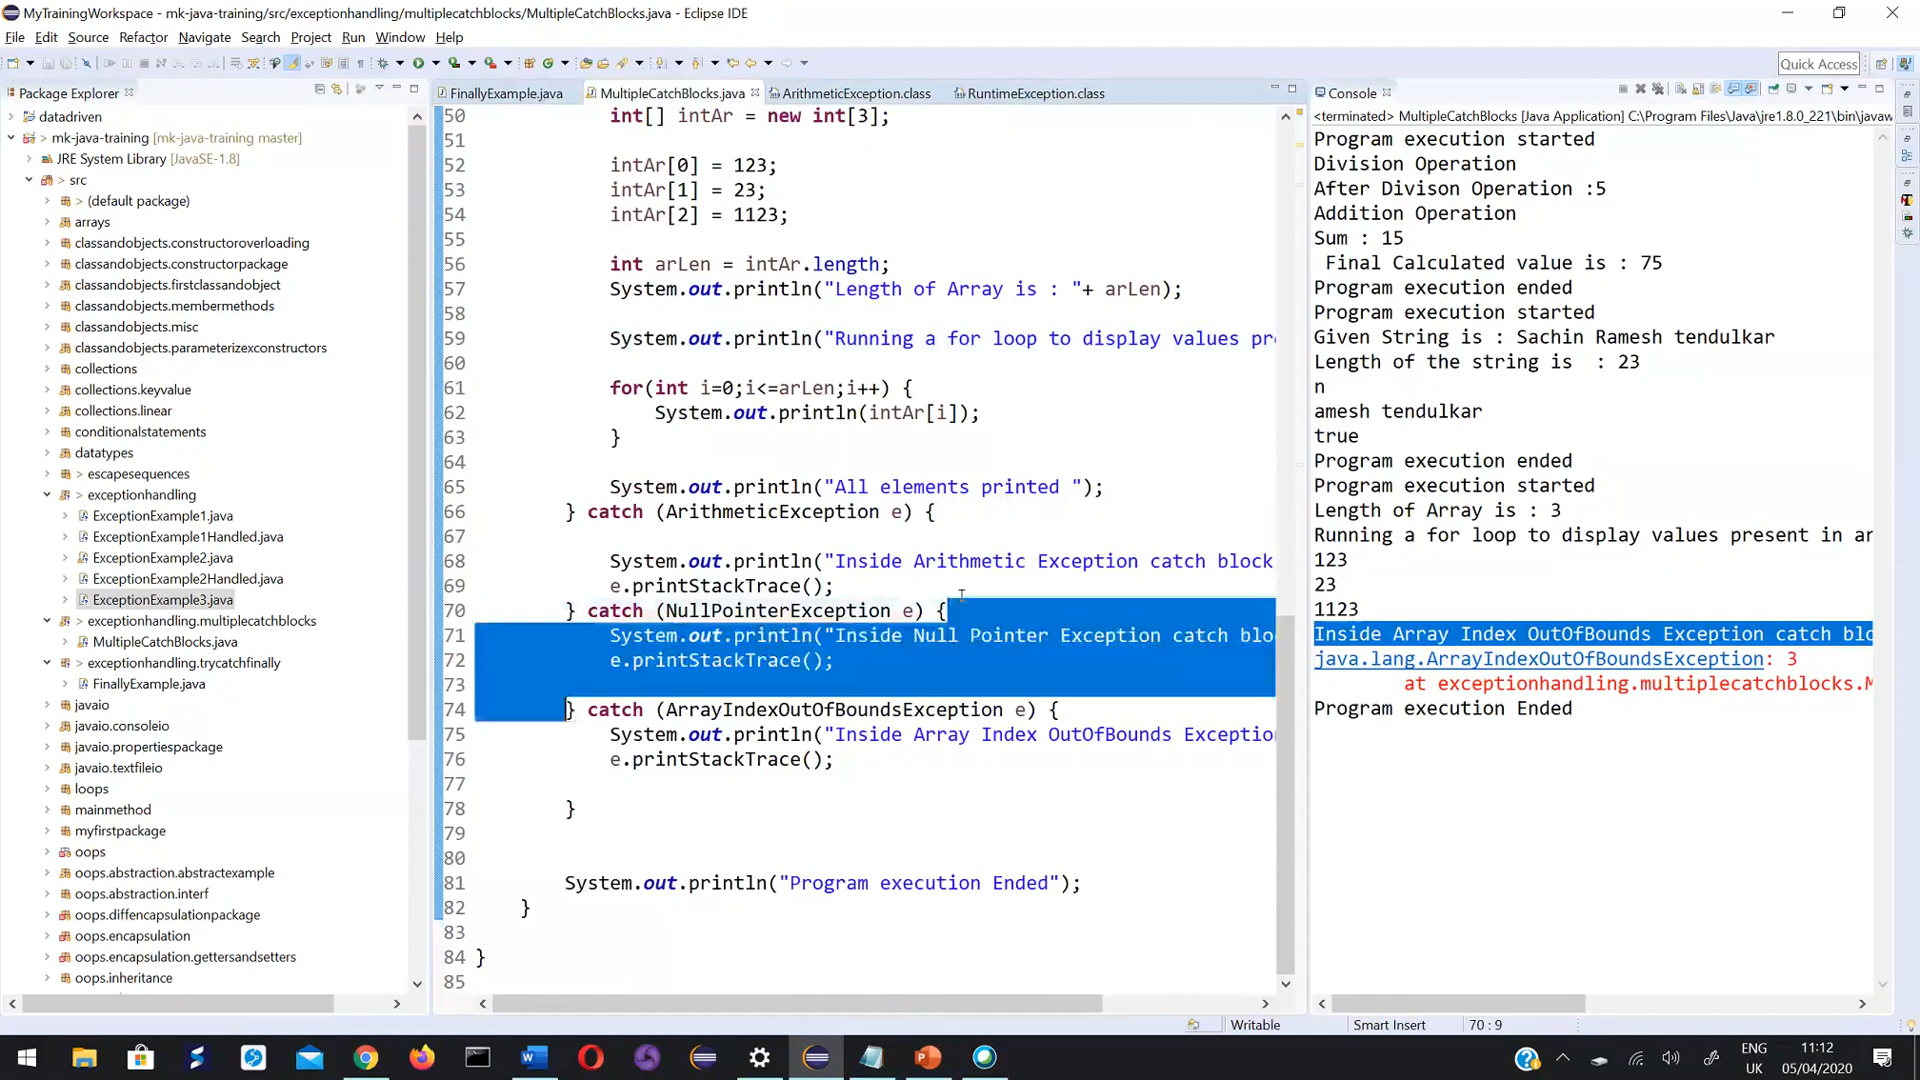 MyTrainingWorkspace - mk-java-training/src/exceptionhandling/multiplecatchblocks/MultipleCatchBlocks.java - Eclipse IDE
File Edit Source Refactor Navigate Search Project Run Window Help
Quick Access
Package Explorer
datadriven
> mk-java-training [mk-java-training master]
JRE System Library [JavaSE-1.8]
> src
> (default package)
arrays
classandobjects.constructoroverloading
classandobjects.constructorpackage
classandobjects.firstclassandobject
classandobjects.membermethods
classandobjects.misc
classandobjects.parameterizexconstructors
collections
collections.keyvalue
collections.linear
conditionalstatements
datatypes
> escapesequences
> exceptionhandling
ExceptionExample1.java
ExceptionExample1Handled.java
ExceptionExample2.java
ExceptionExample2Handled.java
ExceptionExample3.java
> exceptionhandling.multiplecatchblocks
MultipleCatchBlocks.java
> exceptionhandling.trycatchfinally
FinallyExample.java
javaio
javaio.consoleio
javaio.propertiespackage
javaio.textfileio
loops
mainmethod
myfirstpackage
oops
oops.abstraction.abstractexample
oops.abstraction.interf
oops.diffencapsulationpackage
oops.encapsulation
oops.encapsulation.gettersandsetters
oops.inheritance
FinallyExample.java MultipleCatchBlocks.java ArithmeticException.class RuntimeException.class
50 int[] intAr = new int[3];
51
52 intAr[0] = 123;
53 intAr[1] = 23;
54 intAr[2] = 1123;
55
56 int arLen = intAr.length;
57 System.out.println("Length of Array is : "+ arLen);
58
59 System.out.println("Running a for loop to display values pr
60
61 for(int i=0;i<=arLen;i++) {
62 System.out.println(intAr[i]);
63 }
64
65 System.out.println("All elements printed ");
66 } catch (ArithmeticException e) {
67
68 System.out.println("Inside Arithmetic Exception catch block
69 e.printStackTrace();
70 } catch (NullPointerException e) {
71 System.out.println("Inside Null Pointer Exception catch blo
72 e.printStackTrace();
73
74 } catch (ArrayIndexOutOfBoundsException e) {
75 System.out.println("Inside Array Index OutOfBounds Exceptio
76 e.printStackTrace();
77
78 }
79
80
81 System.out.println("Program execution Ended");
82 }
83
84 }
85
Console
<terminated> MultipleCatchBlocks [Java Application] C:\Program Files\Java\jre1.8.0_221\bin\javaw
Program execution started
Division Operation
After Divison Operation :5
Addition Operation
Sum : 15
Final Calculated value is : 75
Program execution ended
Program execution started
Given String is : Sachin Ramesh tendulkar
Length of the string is : 23
n
amesh tendulkar
true
Program execution ended
Program execution started
Length of Array is : 3
Running a for loop to display values present in ar
123
23
1123
Inside Array Index OutOfBounds Exception catch blo
java.lang.ArrayIndexOutOfBoundsException: 3
at exceptionhandling.multiplecatchblocks.M
Program execution Ended
Writable Smart Insert 70 : 9
ENG
UK
11:12
05/04/2020